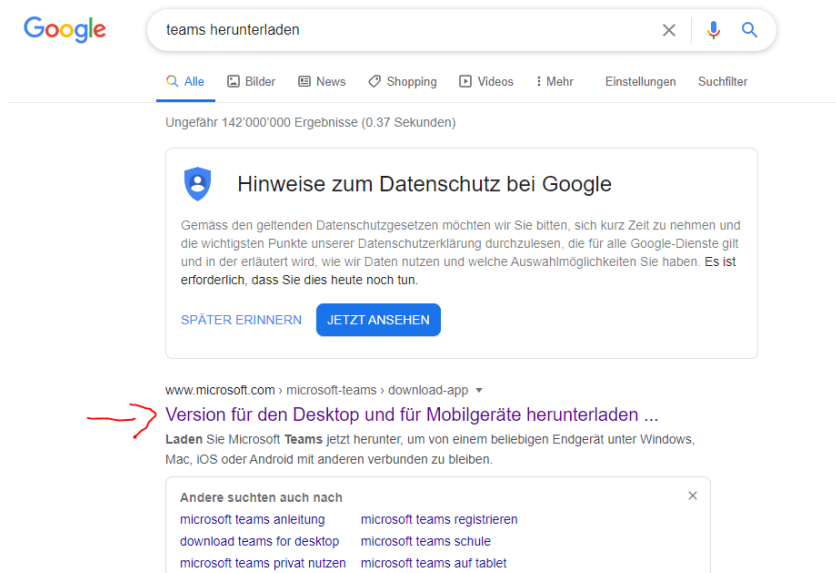 Google
teams herunterladen
Alle Bilder News Shopping Videos Mehr Einstellungen Suchfilter
Ungefähr 142’000’000 Ergebnisse (0.37 Sekunden)
Hinweise zum Datenschutz bei Google
Gemäss den geltenden Datenschutzgesetzen möchten wir Sie bitten, sich kurz Zeit zu nehmen und
die wichtigsten Punkte unserer Datenschutzerklärung durchzulesen, die für alle Google-Dienste gilt
und in der erläutert wird, wie wir Daten nutzen und welche Auswahlmöglichkeiten Sie haben. Es ist
erforderlich, dass Sie dies heute noch tun.
SPÄTER ERINNERN JETZT ANSEHEN
www.microsoft.com › microsoft-teams › download-app
Version für den Desktop und für Mobilgeräte herunterladen ...
Laden Sie Microsoft Teams jetzt herunter, um von einem beliebigen Endgerät unter Windows,
Mac, iOS oder Android mit anderen verbunden zu bleiben.
Andere suchten auch nach
microsoft teams anleitung microsoft teams registrieren
download teams for desktop microsoft teams schule
microsoft teams privat nutzen microsoft teams auf tablet